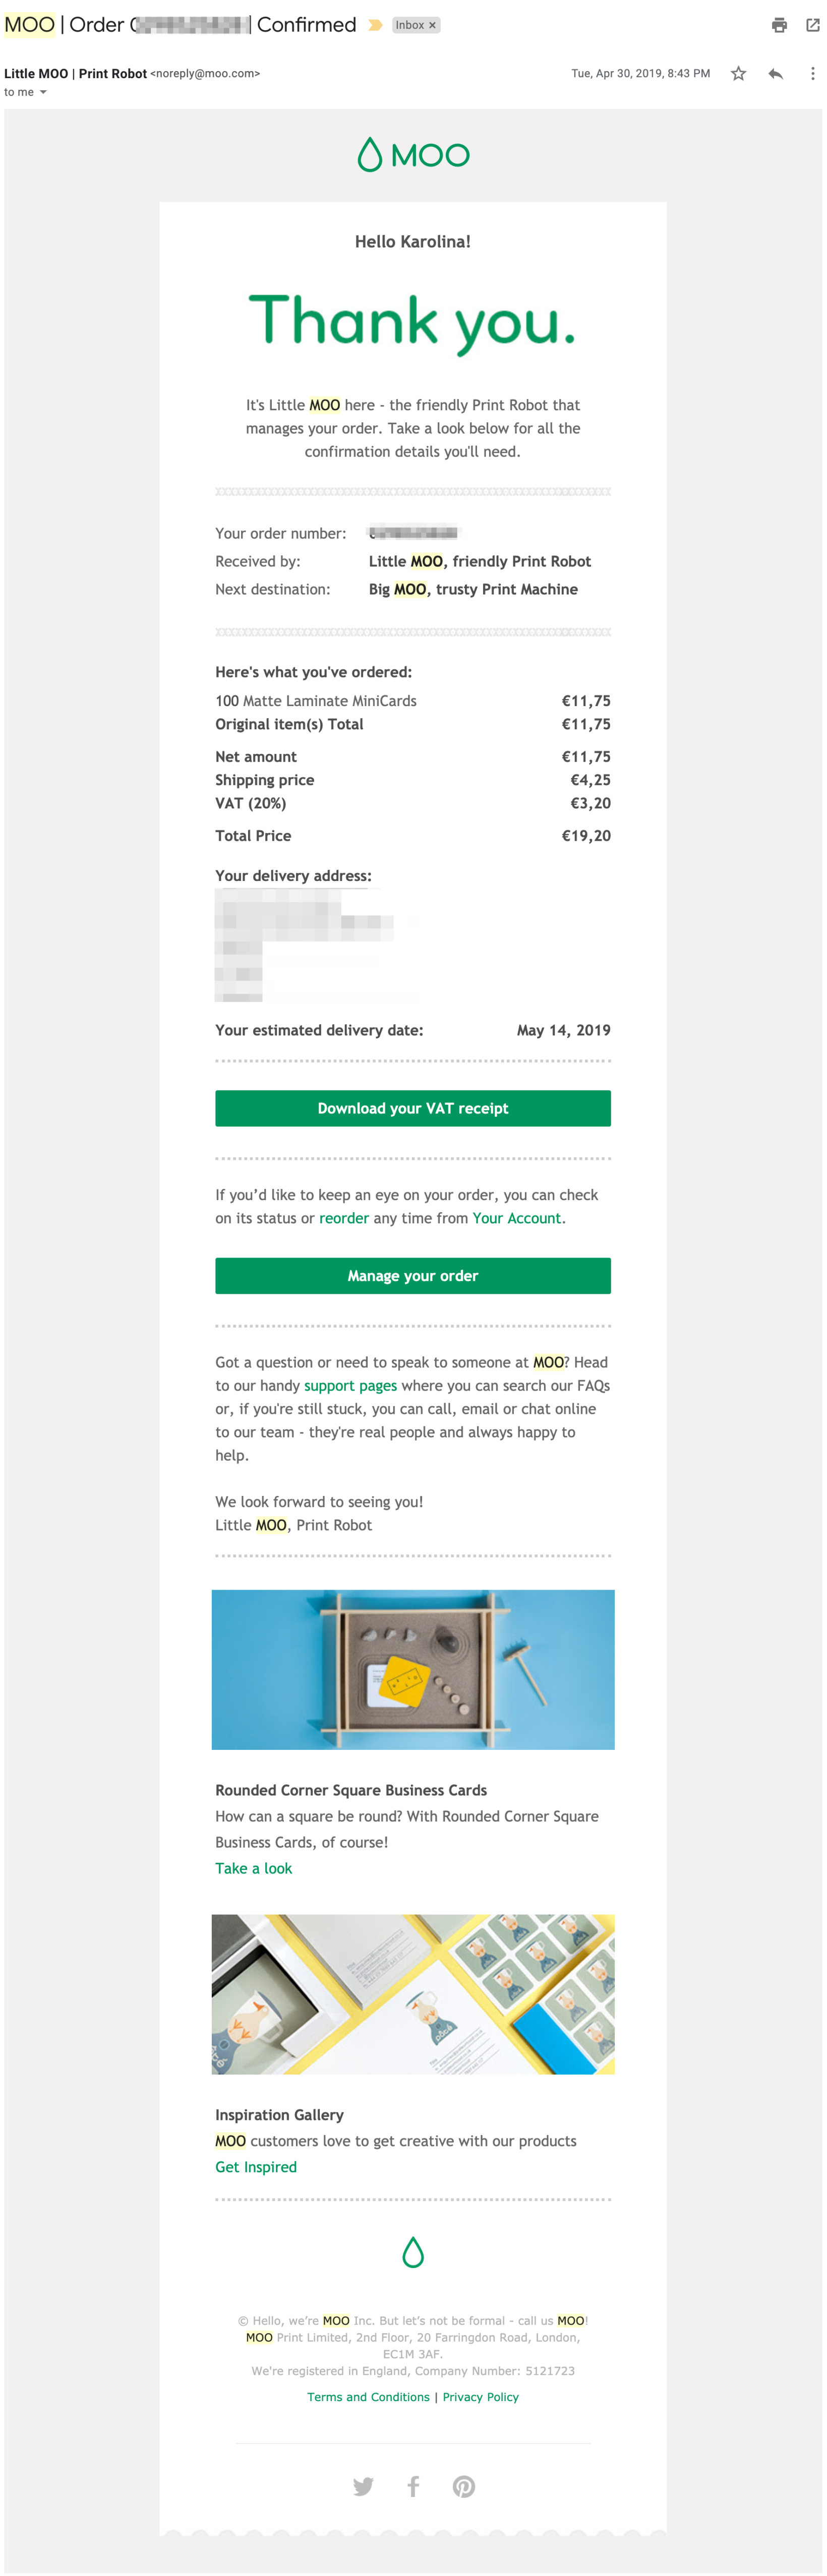 MOO | Order | Confirmed Inbox ×
Little MOO | Print Robot <noreply@moo.com> Tue, Apr 30, 2019, 8:43 PM
to me
MOO
Hello Karolina!
Thank you.
It's Little MOO here - the friendly Print Robot that
manages your order. Take a look below for all the
confirmation details you'll need.
Your order number:
Received by: Little MOO, friendly Print Robot
Next destination: Big MOO, trusty Print Machine
Here's what you've ordered:
100 Matte Laminate MiniCards €11,75
Original item(s) Total €11,75
Net amount €11,75
Shipping price €4,25
VAT (20%) €3,20
Total Price €19,20
Your delivery address:
Your estimated delivery date: May 14, 2019
Download your VAT receipt
If you’d like to keep an eye on your order, you can check
on its status or reorder any time from Your Account.
Manage your order
Got a question or need to speak to someone at MOO? Head
to our handy support pages where you can search our FAQs
or, if you're still stuck, you can call, email or chat online
to our team - they're real people and always happy to
help.
We look forward to seeing you!
Little MOO, Print Robot
Rounded Corner Square Business Cards
How can a square be round? With Rounded Corner Square
Business Cards, of course!
Take a look
Inspiration Gallery
MOO customers love to get creative with our products
Get Inspired
© Hello, we’re MOO Inc. But let’s not be formal - call us MOO!
MOO Print Limited, 2nd Floor, 20 Farringdon Road, London,
EC1M 3AF.
We're registered in England, Company Number: 5121723
Terms and Conditions | Privacy Policy